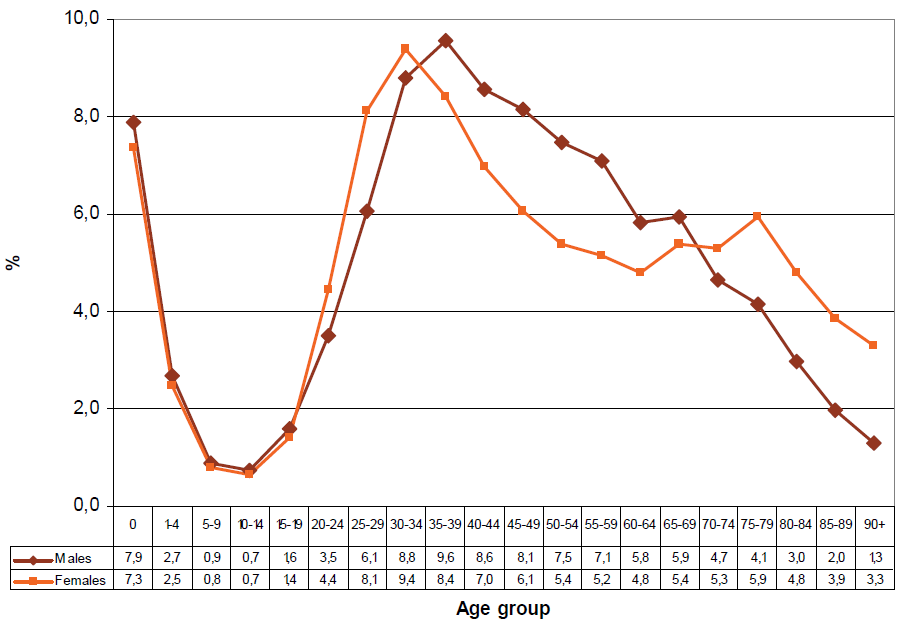 10,0
8,0
6,0
4,0
2,0
0,0
%
0 1-4 5-9 10-14 15-19 20-24 25-29 30-34 35-39 40-44 45-49 50-54 55-59 60-64 65-69 70-74 75-79 80-84 85-89 90+
Males 7,9 2,7 0,9 0,7 1,6 3,5 6,1 8,8 9,6 8,6 8,1 7,5 7,1 5,8 5,9 4,7 4,1 3,0 2,0 1,3
Females 7,3 2,5 0,8 0,7 1,4 4,4 8,1 9,4 8,4 7,0 6,1 5,4 5,2 4,8 5,4 5,3 5,9 4,8 3,9 3,3
Age group